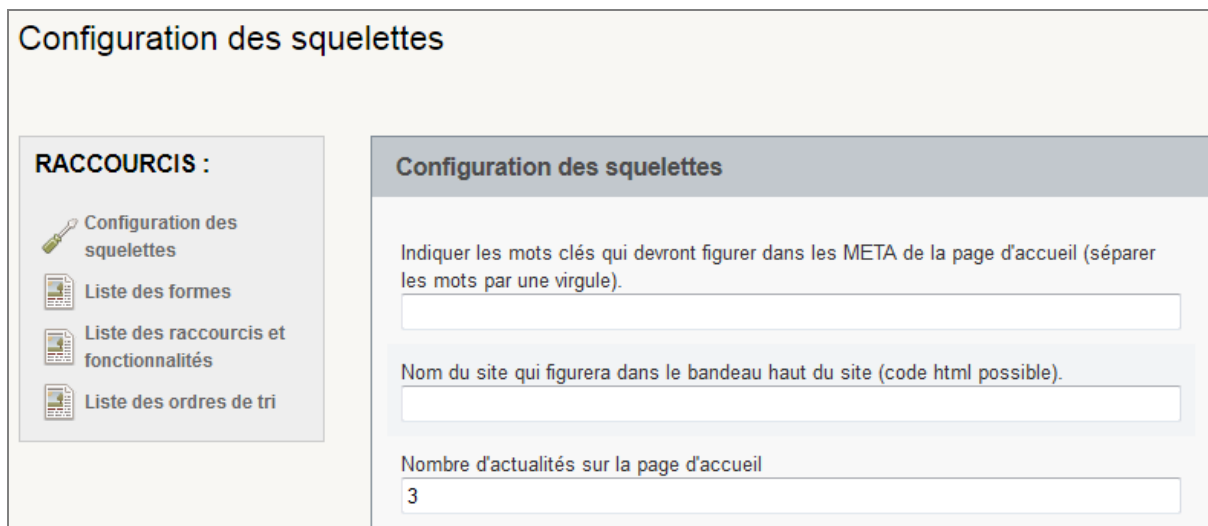 Configuration des squelettes
RACCOURCIS :
Configuration des
squelettes
Liste des formes
Liste des raccourcis et
fonctionnalités
Liste des ordres de tri
Configuration des squelettes
Indiquer les mots clés qui devront figurer dans les META de la page d'accueil (séparer
les mots par une virgule).
Nom du site qui figurera dans le bandeau haut du site (code html possible).
Nombre d'actualités sur la page d'accueil
3